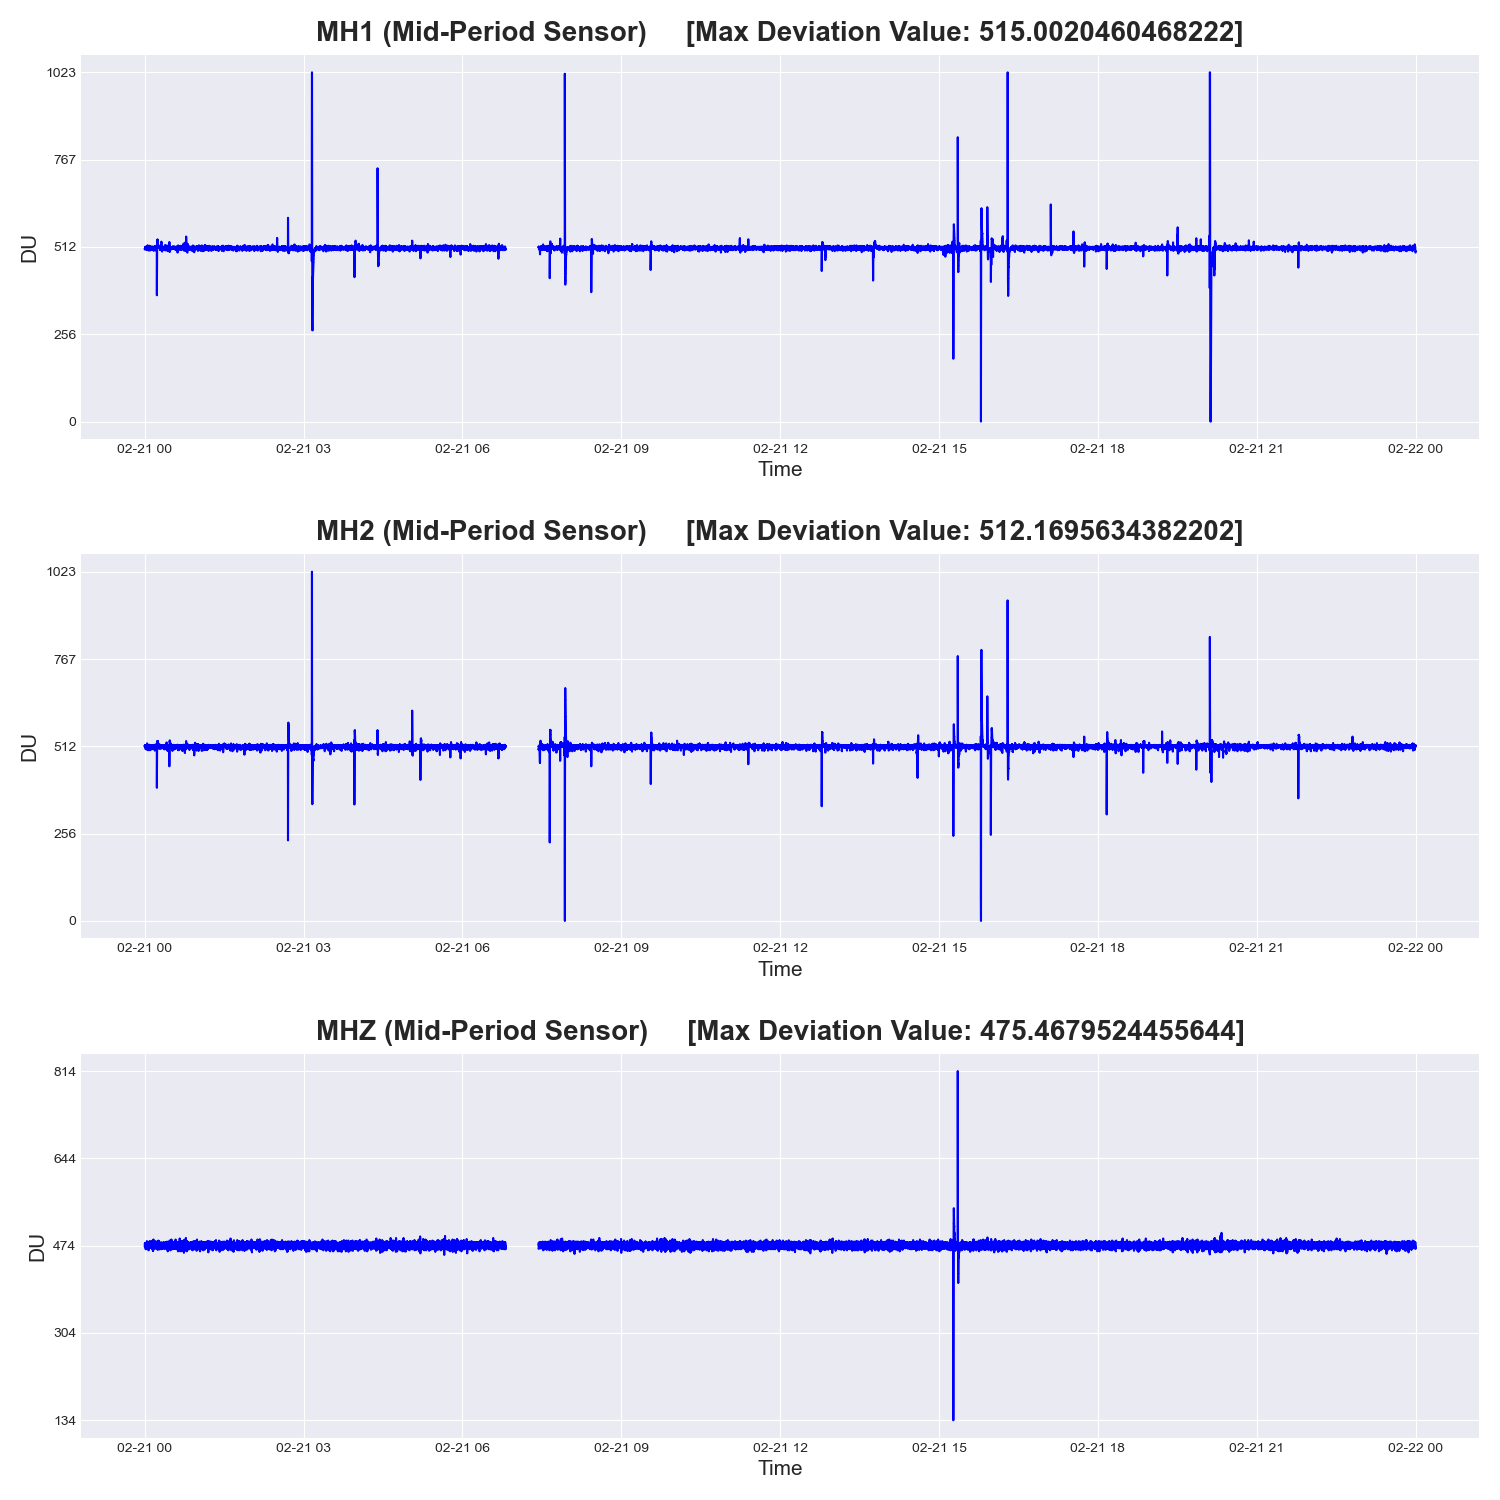 MH1 (Mid-Period Sensor) [Max Deviation Value: 515.0020460468222]
1023
767
512
256
0
DU
02-21 00 02-21 03 02-21 06 02-21 09 02-21 12 02-21 15 02-21 18 02-21 21 02-22 00
Time
MH2 (Mid-Period Sensor) [Max Deviation Value: 512.1695634382202]
1023
767
512
256
0
DU
02-21 00 02-21 03 02-21 06 02-21 09 02-21 12 02-21 15 02-21 18 02-21 21 02-22 00
Time
MHZ (Mid-Period Sensor) [Max Deviation Value: 475.4679524455644]
814
644
474
304
134
DU
02-21 00 02-21 03 02-21 06 02-21 09 02-21 12 02-21 15 02-21 18 02-21 21 02-22 00
Time